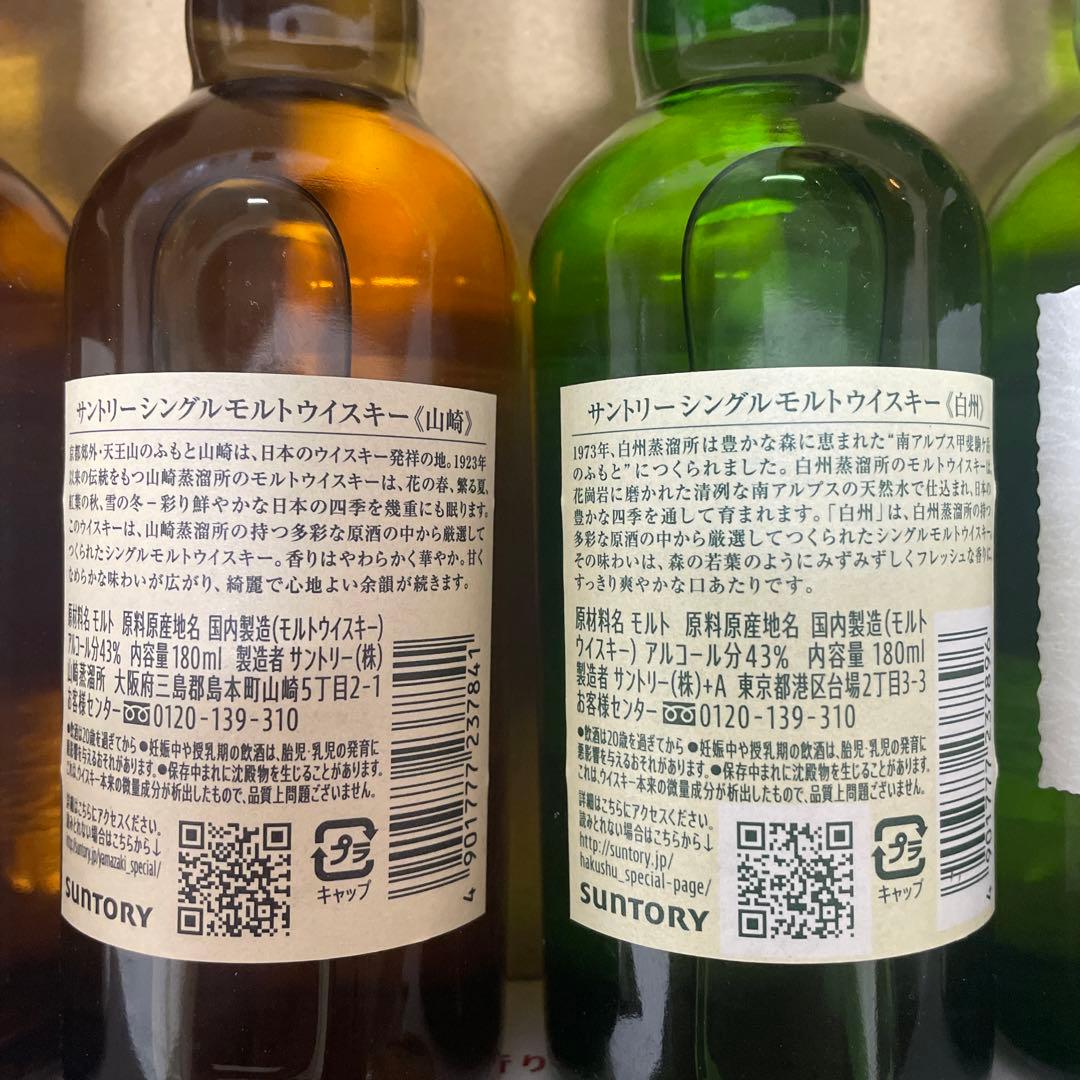 サントリーシングルモルトウイスキー《山崎》
京都郊外・天王山のふもと山崎は、日本のウイスキー発祥の地。1923年
以来の伝統をもつ山崎蒸溜所のモルトウイスキーは、花の春、繁る夏、
紅葉の秋、雪の冬－彩り鮮やかな日本の四季を幾重にも眠ります。
このウイスキーは、山崎蒸溜所の持つ多彩な原酒の中から厳選して
つくられたシングルモルトウイスキー。香りはやわらかく華やか。甘く
なめらかな味わいが広がり、綺麗で心地よい余韻が続きます。
原材料名 モルト 原料原産地名 国内製造(モルトウイスキー)
アルコール分43% 内容量180ml 製造者 サントリー(株)
山崎蒸溜所 大阪府三島郡島本町山崎5丁目2-1
お客様センター 0120-139-310
●飲酒は20歳を過ぎてから ●妊娠中や授乳期の飲酒は、胎児・乳児の発育に
悪影響を与えるおそれがあります。●保存中まれに沈殿物を生じることがあります。
これは、ウイスキー本来の微量成分が析出したもので、品質上問題ございません。
詳細はこちらにアクセスください。
読みとれない場合はこちらから↓
http://suntory.jp/yamazaki_special/
SUNTORY
プラ
キャップ
4 901777 237841
サントリーシングルモルトウイスキー《白州》
1973年、白州蒸溜所は豊かな森に恵まれた“南アルプス甲斐駒ケ岳
のふもと”につくられました。白州蒸溜所のモルトウイスキーは、
花崗岩に磨かれた清冽な南アルプスの天然水で仕込まれ、日本の
豊かな四季を通して育まれます。「白州」は、白州蒸溜所の持つ
多彩な原酒の中から厳選してつくられたシングルモルトウイスキー。
その味わいは、森の若葉のようにみずみずしくフレッシュな香りに、
すっきり爽やかな口あたりです。
原材料名 モルト 原料原産地名 国内製造(モルト
ウイスキー) アルコール分43% 内容量180ml
製造者 サントリー(株)+A 東京都港区台場2丁目3-3
お客様センター 0120-139-310
●飲酒は20歳を過ぎてから ●妊娠中や授乳期の飲酒は、胎児・乳児の発育に
悪影響を与えるおそれがあります。●保存中まれに沈殿物を生じることがあります。
これは、ウイスキー本来の微量成分が析出したもので、品質上問題ございません。
詳細はこちらにアクセスください。
読みとれない場合はこちらから↓
http://suntory.jp/
hakushu_special-page/
SUNTORY
プラ
キャップ
4 901777 237896